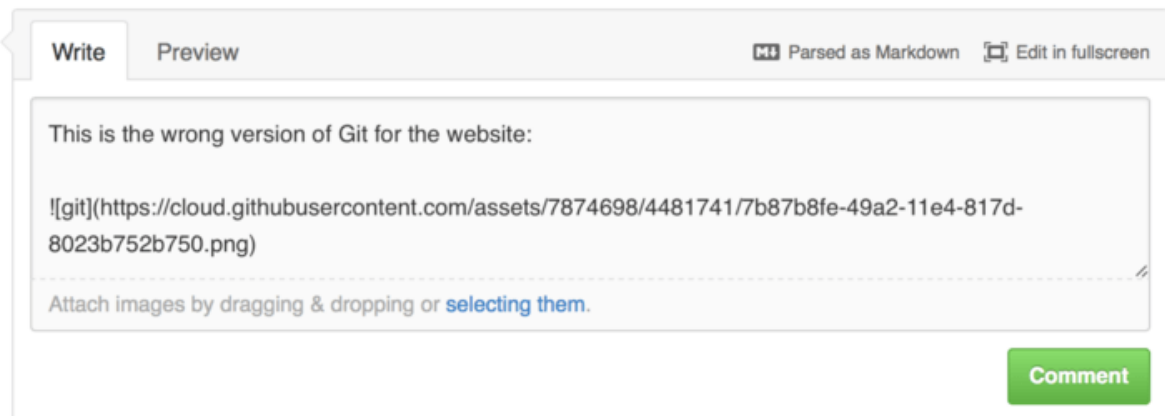 Write
Preview
Parsed as Markdown
Edit in fullscreen
This is the wrong version of Git for the website:
![git](https://cloud.githubusercontent.com/assets/7874698/4481741/7b87b8fe-49a2-11e4-817d-
8023b752b750.png)
Attach images by dragging & dropping or selecting them.
Comment